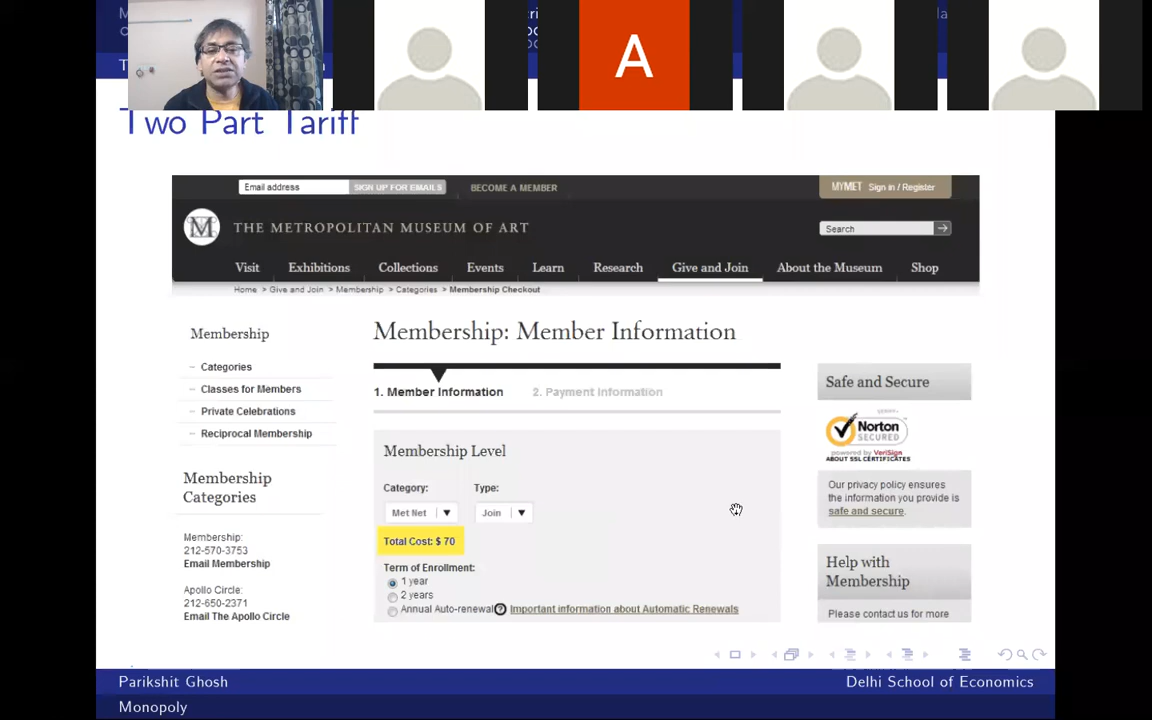 A
Two Part Tariff
Email address SIGN UP FOR EMAILS BECOME A MEMBER MYMET Sign in / Register
M THE METROPOLITAN MUSEUM OF ART Search
Visit Exhibitions Collections Events Learn Research Give and Join About the Museum Shop
Home > Give and Join > Membership > Categories > Membership Checkout
Membership
Categories
Classes for Members
Private Celebrations
Reciprocal Membership
Membership
Categories
Membership:
212-570-3753
Email Membership
Apollo Circle:
212-650-2371
Email The Apollo Circle
Membership: Member Information
1. Member Information 2. Payment Information
Membership Level
Category: Type:
Met Net Join
Total Cost: $ 70
Term of Enrollment:
1 year
2 years
Annual Auto-renewal ? Important information about Automatic Renewals
Safe and Secure
Norton
SECURED
powered by VeriSign
ABOUT SSL CERTIFICATES
Our privacy policy ensures
the information you provide is
safe and secure.
Help with
Membership
Please contact us for more
Parikshit Ghosh Delhi School of Economics
Monopoly